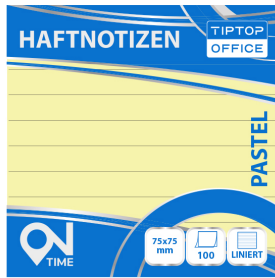 HAFTNOTIZEN
TIPTOP
OFFICE
PASTEL
ON
TIME
75x75
mm
100
LINIERT